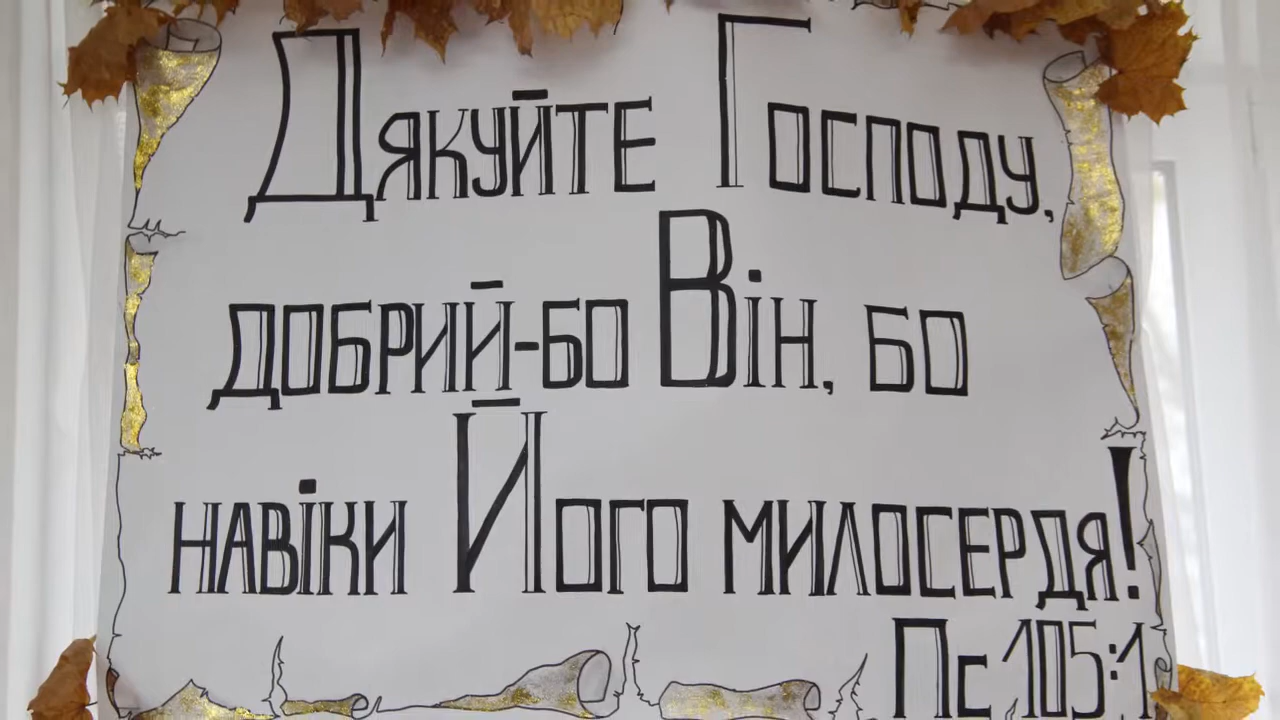 Дякуйте Господу,
добрий-бо Він, бо
навіки Його милосердя!
Пс 105:1